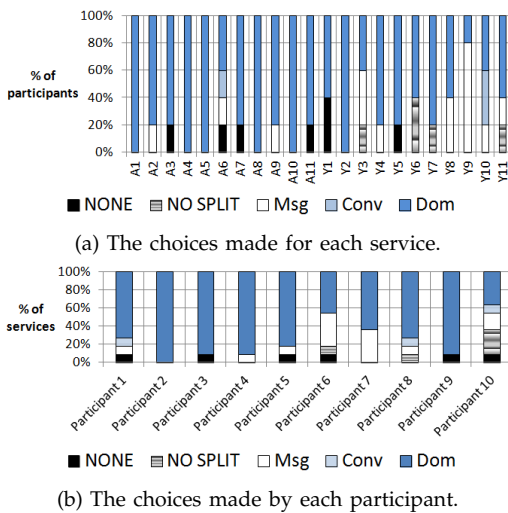 100%
80%
% of
60%
participants
40%
20%
0%
A1 A2 A3 A4 A5 A6 A7 A8 A9 A10 A11 Y1 Y2 Y3 Y4 Y5 Y6 Y7 Y8 Y9 Y10 Y11
NONE NO SPLIT Msg Conv Dom
(a) The choices made for each service.
100%
80%
% of
60%
services
40%
20%
0%
Participant 1 Participant 2 Participant 3 Participant 4 Participant 5 Participant 6 Participant 7 Participant 8 Participant 9 Participant 10
NONE NO SPLIT Msg Conv Dom
(b) The choices made by each participant.